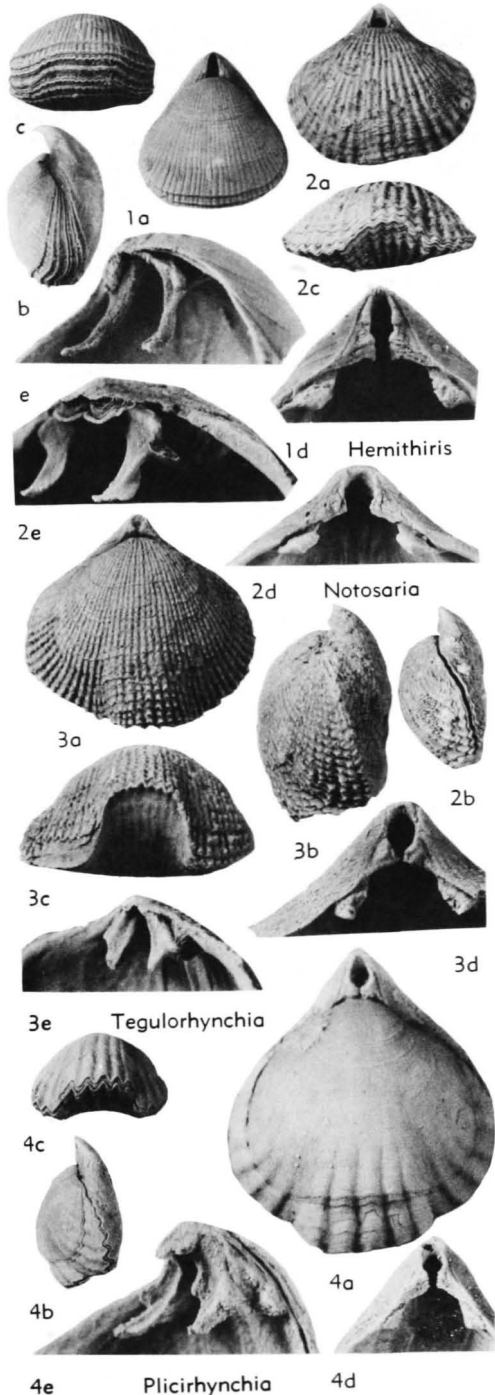 c
1a
2a
b
2c
e
1d Hemithiris
2e
2d Notosaria
3a
2b
3b
3c
3d
3e Tegulorhynchia
4c
4a
4b
4e Plicirhynchia 4d